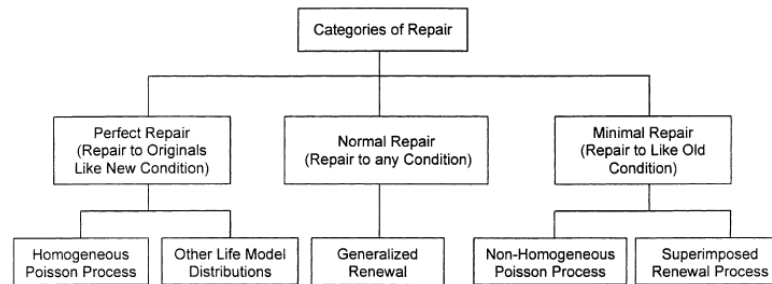 Categories of Repair
Perfect Repair
(Repair to Originals
Like New Condition)
Normal Repair
(Repair to any Condition)
Minimal Repair
(Repair to Like Old
Condition)
Homogeneous
Poisson Process
Other Life Model
Distributions
Generalized
Renewal
Non-Homogeneous
Poisson Process
Superimposed
Renewal Process